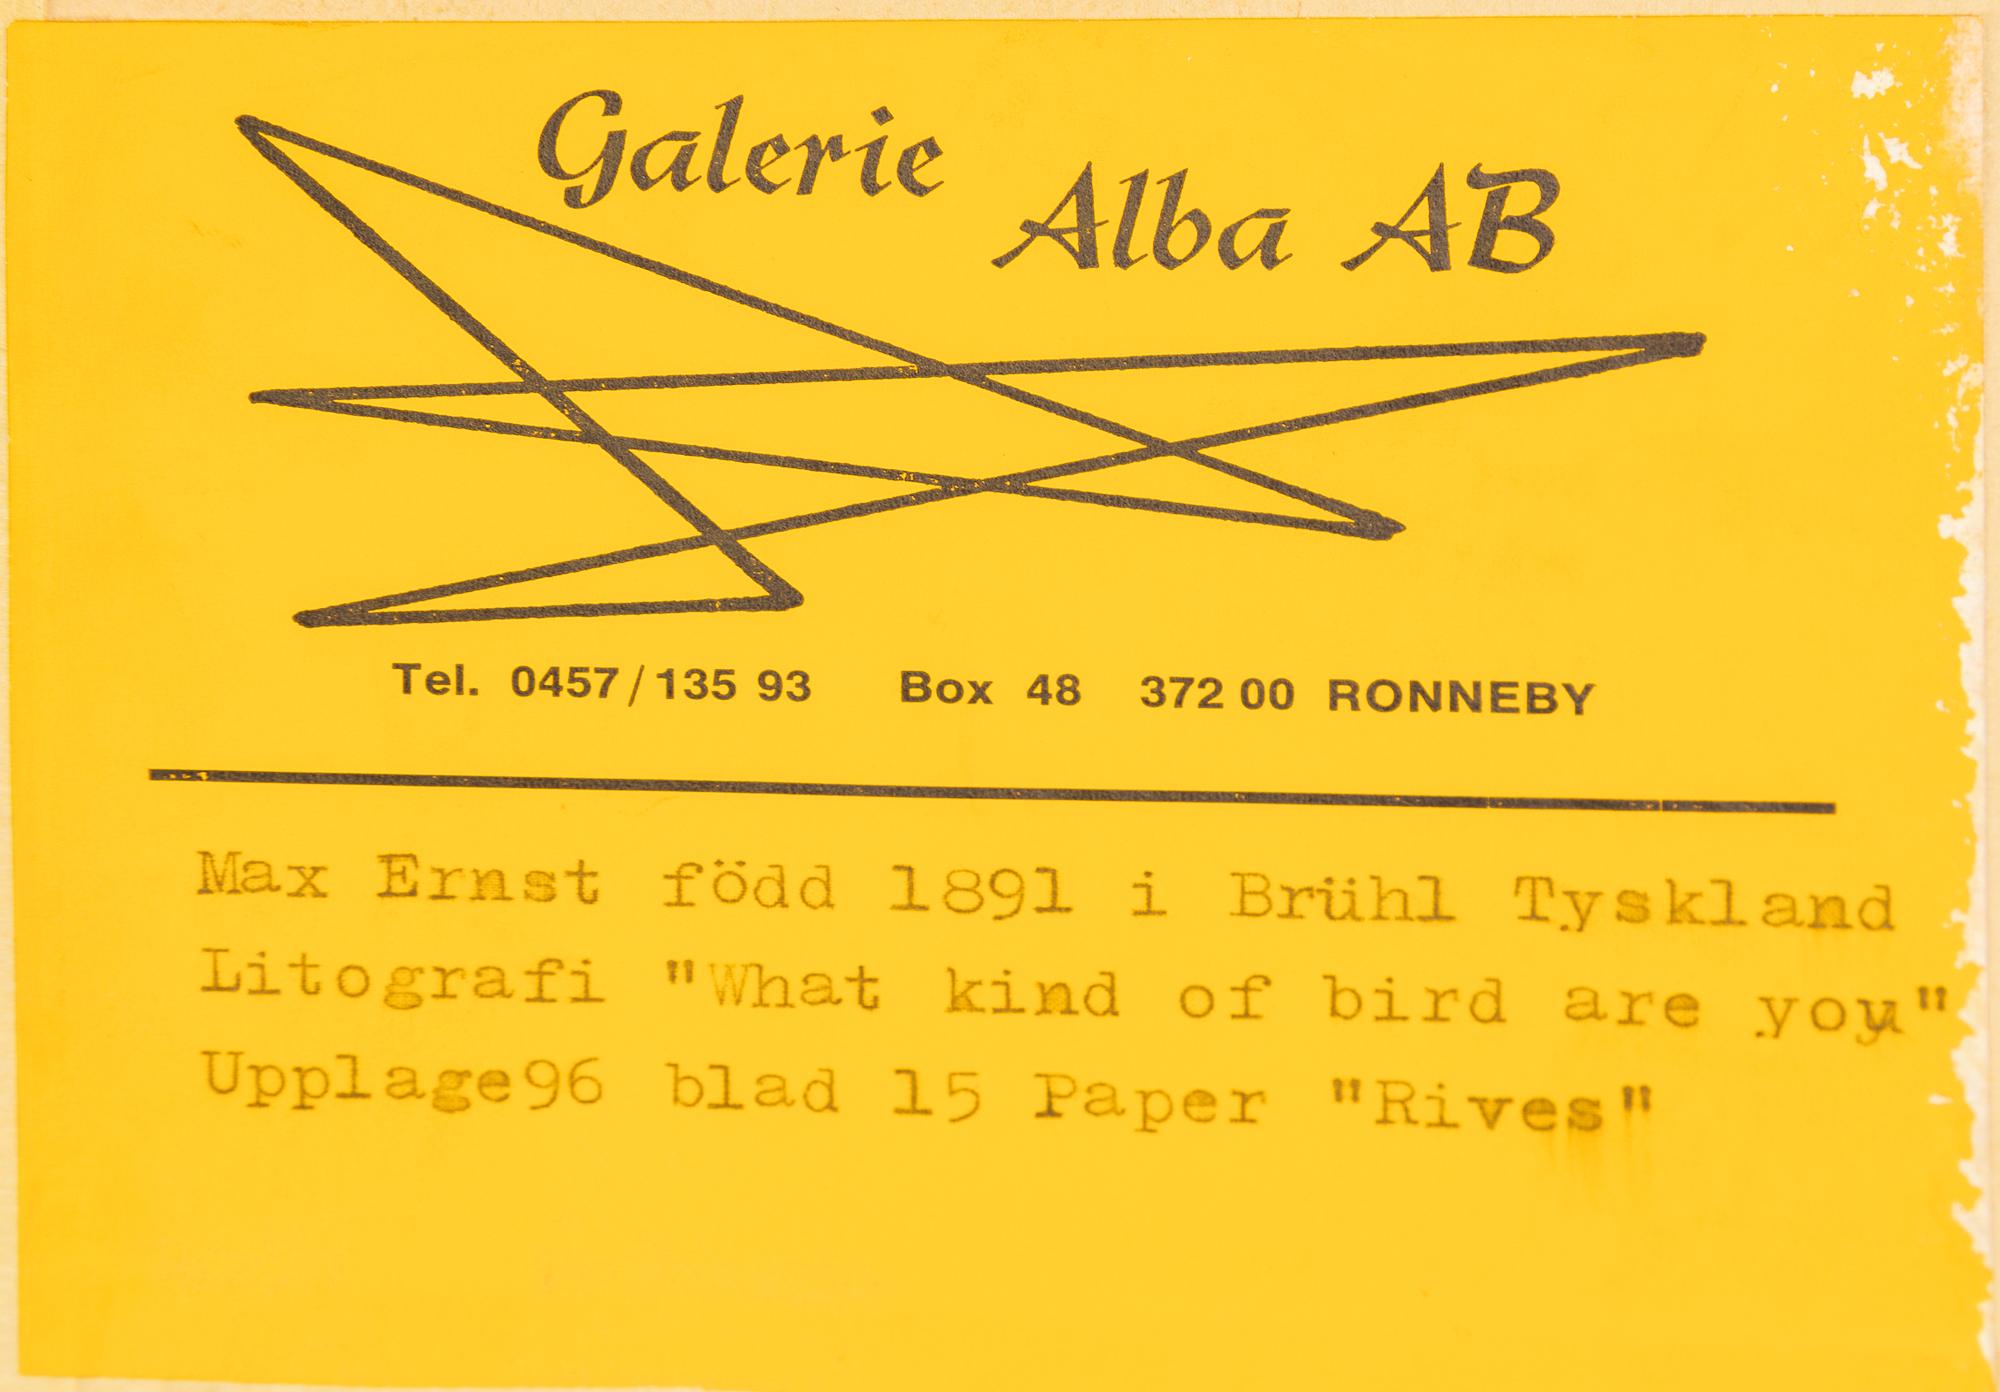 Galerie
Alba AB
Tel. 0457/135 93 Box 48 372 00 RONNEBY
Max Ernst född 1891 i Brühl Tyskland
Litografi "What kind of bird are you"
Upplage96 blad 15 Paper "Rives"